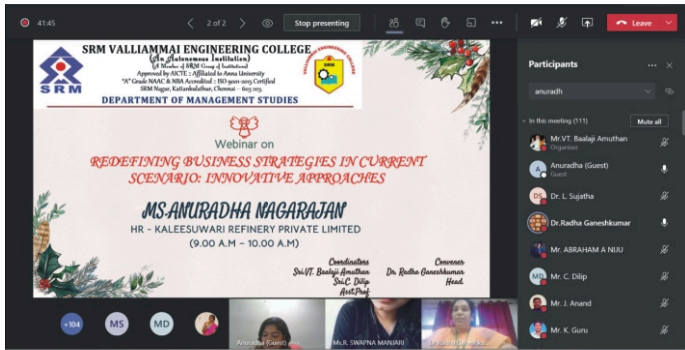 41:45
2 of 2
Stop presenting
Leave
SRM VALLIAMMAI ENGINEERING COLLEGE
(An Autonomous Institution)
(A Member of SRM Group of Institutions)
Approved by AICTE : Affiliated to Anna University
"A" Grade NAAC & NBA Accredited : ISO 9001-2015 Certified
SRM Nagar, Kattankulathur, Chennai – 603 203
SRM
DEPARTMENT OF MANAGEMENT STUDIES
Webinar on
REDEFINING BUSINESS STRATEGIES IN CURRENT
SCENARIO: INNOVATIVE APPROACHES
MS.ANURADHA NAGARAJAN
HR - KALEESUWARI REFINERY PRIVATE LIMITED
(9.00 A.M – 10.00 A.M)
Coordinators
Sri.VT. Baalaji Amuthan
Sri.C. Dilip
Asst.Prof
Convener
Dr. Radha Ganeshkumar
Head.
+104
MS
MD
Anuradha (Guest)
Ms.R. SWAPNA MANJARI
Participants
anuradh
In this meeting (111)
Mute all
Mr.VT. Baalaji Amuthan
Organiser
A
Anuradha (Guest)
Guest
DS
Dr. L. Sujatha
Dr.Radha Ganeshkumar
Mr. ABRAHAM A NIJU
MD
Mr. C. Dilip
Mr. J. Anand
Mr. K. Guru